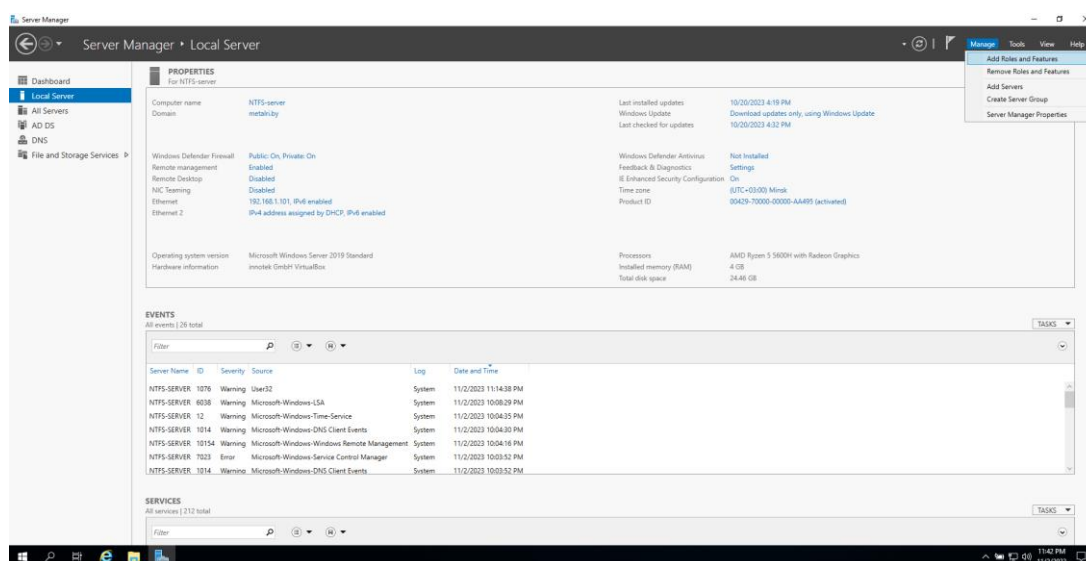 Server Manager
Server Manager • Local Server
Manage Tools View Help
Add Roles and Features
Remove Roles and Features
Add Servers
Create Server Group
Server Manager Properties
Dashboard
Local Server
All Servers
AD DS
DNS
File and Storage Services
PROPERTIES
For NTFS-server
Computer name NTFS-server
Domain metaln.by
Last installed updates 10/20/2023 4:19 PM
Windows Update Download updates only, using Windows Update
Last checked for updates 10/20/2023 4:32 PM
Windows Defender Firewall Public: On, Private: On
Remote management Enabled
Remote Desktop Disabled
NIC Teaming Disabled
Ethernet 192.168.1.101, IPv6 enabled
Ethernet 2 IPv4 address assigned by DHCP, IPv6 enabled
Windows Defender Antivirus Not Installed
Feedback & Diagnostics Settings
IE Enhanced Security Configuration On
Time zone (UTC+03:00) Minsk
Product ID 00429-70000-00000-AA495 (activated)
Operating system version Microsoft Windows Server 2019 Standard
Hardware information innotek GmbH VirtualBox
Processors AMD Ryzen 5 5600H with Radeon Graphics
Installed memory (RAM) 4 GB
Total disk space 24.46 GB
EVENTS
All events | 26 total
TASKS
Filter
Server Name ID Severity Source Log Date and Time
NTFS-SERVER 1076 Warning User32 System 11/2/2023 11:14:38 PM
NTFS-SERVER 6038 Warning Microsoft-Windows-LSA System 11/2/2023 10:08:29 PM
NTFS-SERVER 12 Warning Microsoft-Windows-Time-Service System 11/2/2023 10:04:35 PM
NTFS-SERVER 1014 Warning Microsoft-Windows-DNS Client Events System 11/2/2023 10:04:30 PM
NTFS-SERVER 10154 Warning Microsoft-Windows-Windows Remote Management System 11/2/2023 10:04:16 PM
NTFS-SERVER 7023 Error Microsoft-Windows-Service Control Manager System 11/2/2023 10:03:52 PM
NTFS-SERVER 1014 Warning Microsoft-Windows-DNS Client Events System 11/2/2023 10:03:52 PM
SERVICES
All services | 212 total
TASKS
Filter
11:42 PM